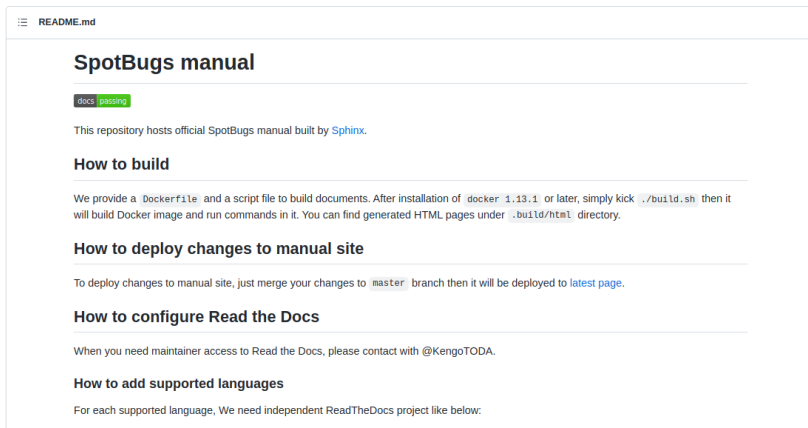 README.md
SpotBugs manual
docs passing
This repository hosts official SpotBugs manual built by Sphinx.
How to build
We provide a Dockerfile and a script file to build documents. After installation of docker 1.13.1 or later, simply kick ./build.sh then it
will build Docker image and run commands in it. You can find generated HTML pages under .build/html directory.
How to deploy changes to manual site
To deploy changes to manual site, just merge your changes to master branch then it will be deployed to latest page.
How to configure Read the Docs
When you need maintainer access to Read the Docs, please contact with @KengoTODA.
How to add supported languages
For each supported language, We need independent ReadTheDocs project like below: